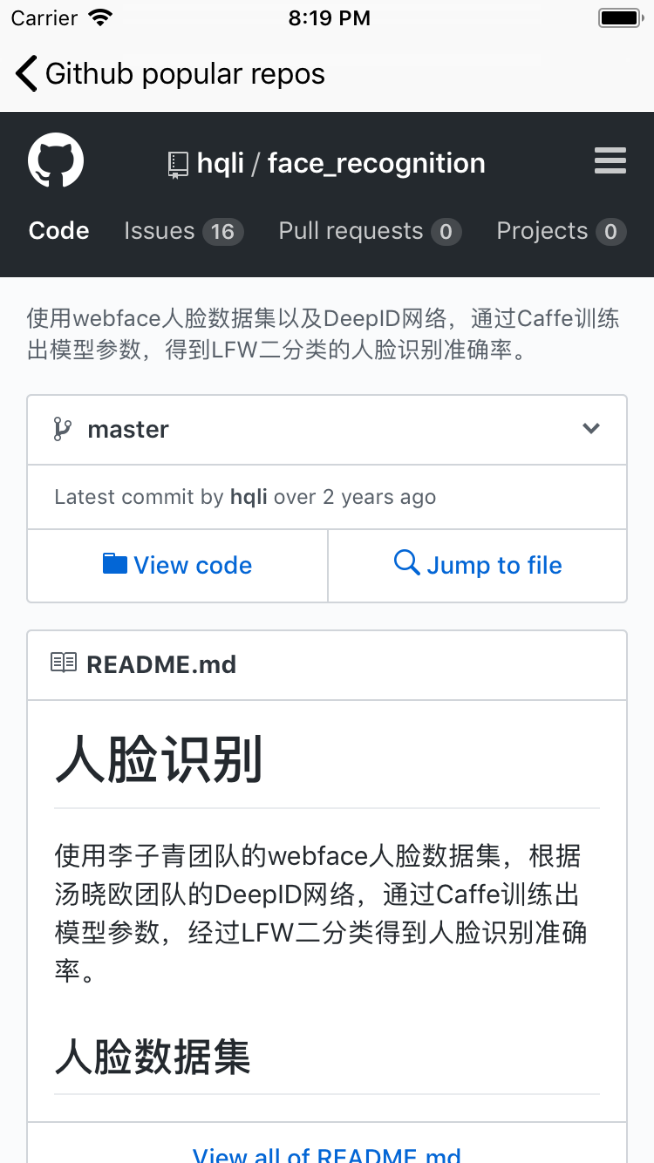 Carrier 8:19 PM
Github popular repos
hqli / face_recognition
Code Issues 16 Pull requests 0 Projects 0
使用webface人脸数据集以及DeepID网络，通过Caffe训练
出模型参数，得到LFW二分类的人脸识别准确率。
master
Latest commit by hqli over 2 years ago
View code Jump to file
README.md
人脸识别
使用李子青团队的webface人脸数据集，根据
汤晓欧团队的DeepID网络，通过Caffe训练出
模型参数，经过LFW二分类得到人脸识别准确
率。
人脸数据集
View all of README.md